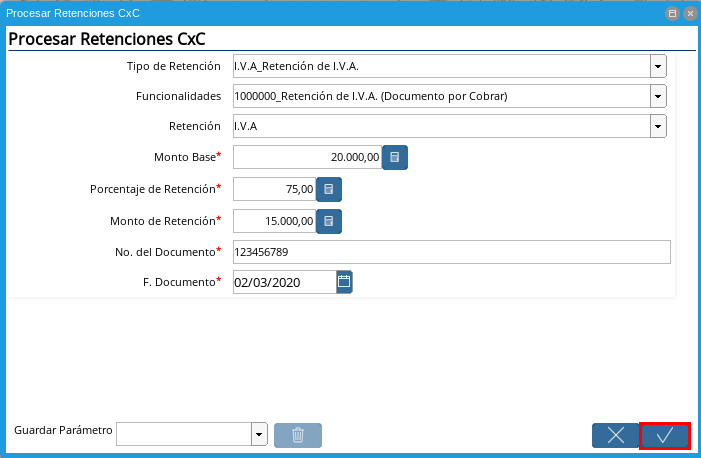 Procesar Retenciones CxC
Procesar Retenciones CxC
Tipo de Retención I.V.A_Retención de I.V.A.
Funcionalidades 1000000_Retención de I.V.A. (Documento por Cobrar)
Retención I.V.A
Monto Base* 20.000,00
Porcentaje de Retención* 75,00
Monto de Retención* 15.000,00
No. del Documento* 123456789
F. Documento* 02/03/2020
Guardar Parámetro